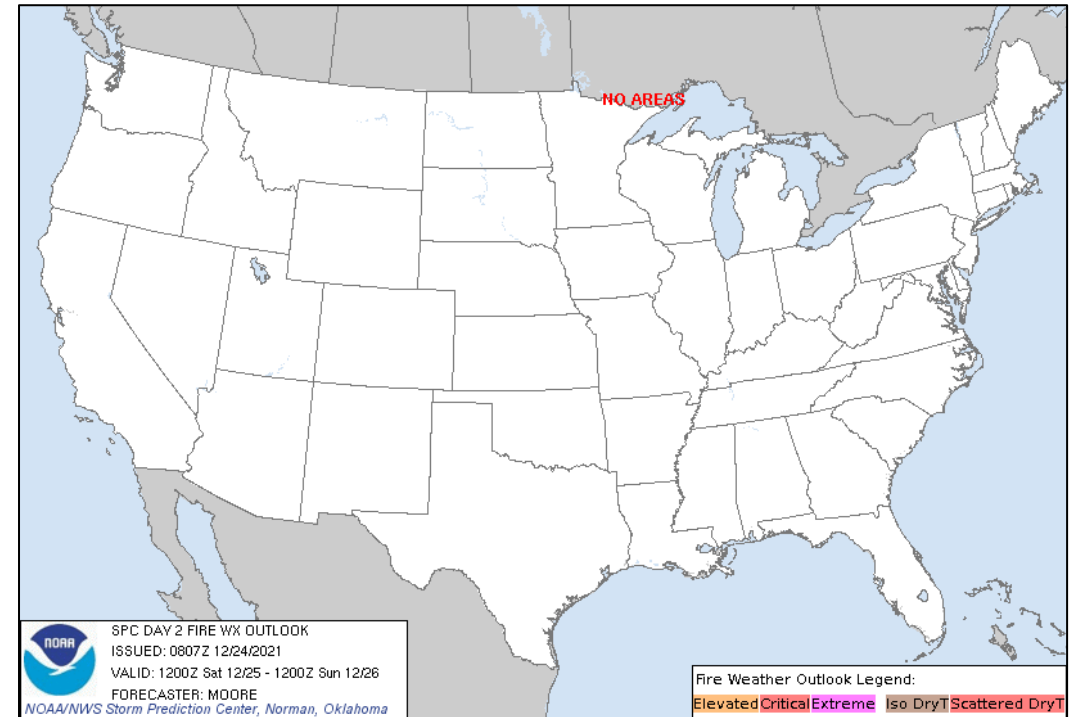 NO AREAS
NOAA
SPC DAY 2 FIRE WX OUTLOOK
ISSUED: 0807Z 12/24/2021
VALID: 1200Z Sat 12/25 - 1200Z Sun 12/26
FORECASTER: MOORE
NOAA/NWS Storm Prediction Center, Norman, Oklahoma
Fire Weather Outlook Legend:
Elevated Critical Extreme Iso DryT Scattered DryT